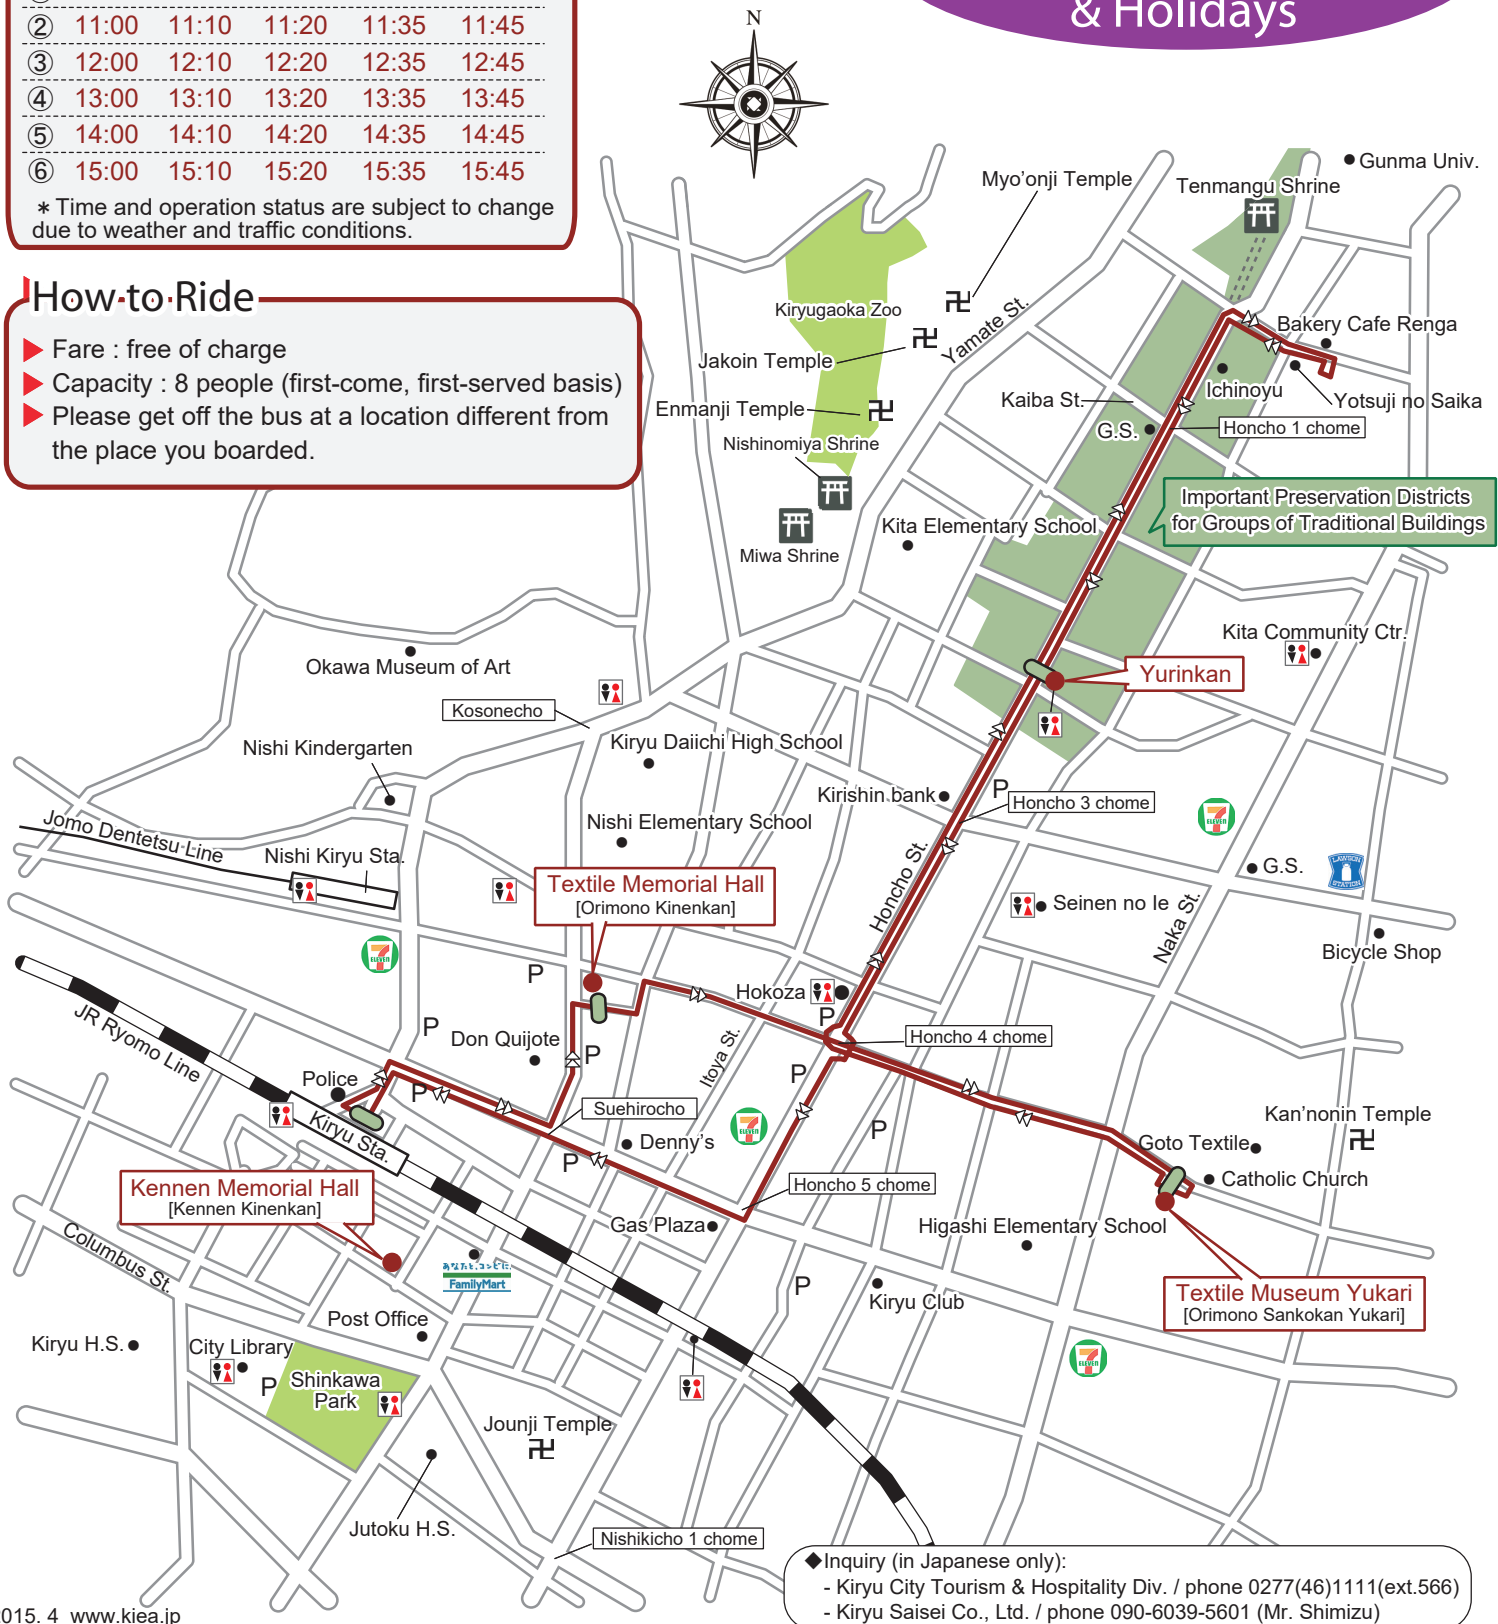 & Holidays
② 11:00 11:10 11:20 11:35 11:45
③ 12:00 12:10 12:20 12:35 12:45
④ 13:00 13:10 13:20 13:35 13:45
⑤ 14:00 14:10 14:20 14:35 14:45
⑥ 15:00 15:10 15:20 15:35 15:45
* Time and operation status are subject to change
due to weather and traffic conditions.
How to Ride
Fare : free of charge
Capacity : 8 people (first-come, first-served basis)
Please get off the bus at a location different from
the place you boarded.
N
Gunma Univ.
Myo'onji Temple
Tenmangu Shrine
Kiryugaoka Zoo
Yamate St.
Bakery Cafe Renga
Jakoin Temple
Ichinoyu
Yotsuji no Saika
Kaiba St.
Enmanji Temple
G.S.
Honcho 1 chome
Nishinomiya Shrine
Important Preservation Districts
for Groups of Traditional Buildings
Kita Elementary School
Miwa Shrine
Kita Community Ctr.
Okawa Museum of Art
Yurinkan
Kosonecho
Nishi Kindergarten
Kiryu Daiichi High School
Kirishin bank
P
Honcho 3 chome
Jomo Dentetsu Line
Nishi Kiryu Sta.
Nishi Elementary School
7
ELEVEN
G.S.
LAWSON
STATION
Textile Memorial Hall
[Orimono Kinenkan]
Honcho St.
Seinen no Ie
Naka St.
Bicycle Shop
7
ELEVEN
P
Hokoza
P
JR Ryomo Line
P
Don Quijote
P
Itoya St.
Honcho 4 chome
Police
P
P
Suehirocho
Kiryu Sta.
7
ELEVEN
P
Kan'nonin Temple
Denny's
Goto Textile
P
Catholic Church
Kennen Memorial Hall
[Kennen Kinenkan]
Honcho 5 chome
Gas Plaza
Higashi Elementary School
Columbus St.
FamilyMart
P
Kiryu Club
Textile Museum Yukari
[Orimono Sankokan Yukari]
Post Office
Kiryu H.S.
City Library
P
Shinkawa
Park
7
ELEVEN
Jounji Temple
Jutoku H.S.
Nishikicho 1 chome
◆Inquiry (in Japanese only):
- Kiryu City Tourism & Hospitality Div. / phone 0277(46)1111(ext.566)
- Kiryu Saisei Co., Ltd. / phone 090-6039-5601 (Mr. Shimizu)
015. 4 www.kiea.jp